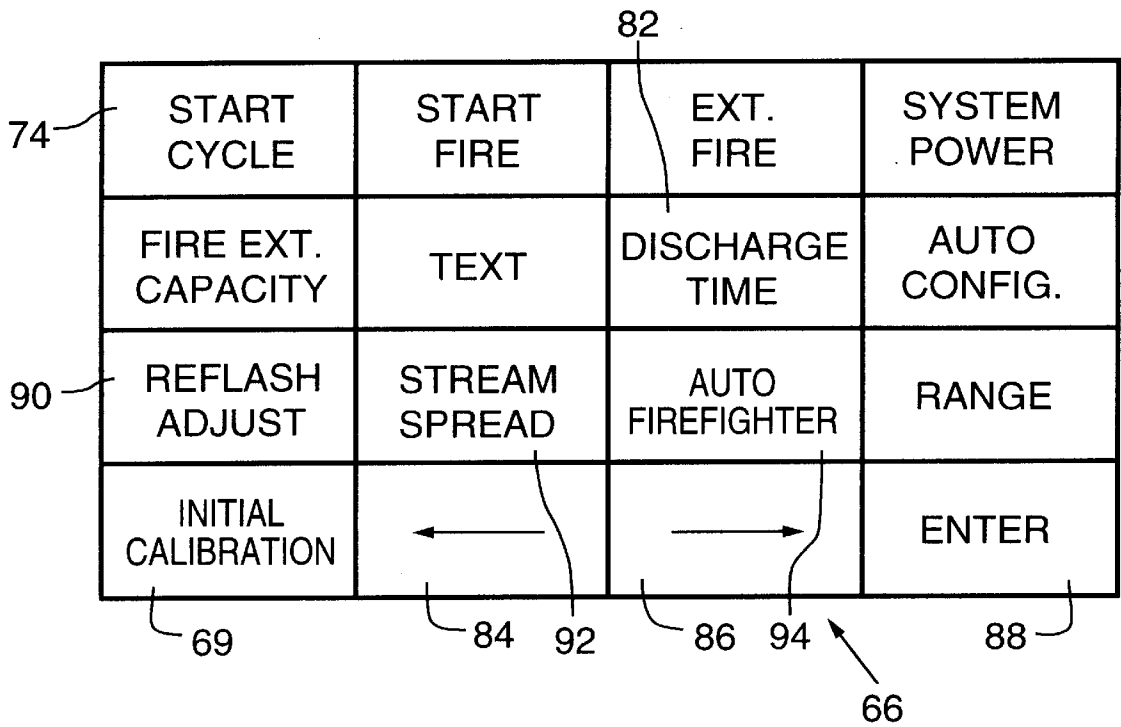 82
74
START
CYCLE
START
FIRE
EXT.
FIRE
SYSTEM
POWER
FIRE EXT.
CAPACITY
TEXT
DISCHARGE
TIME
AUTO
CONFIG.
90
REFLASH
ADJUST
STREAM
SPREAD
AUTO
FIREFIGHTER
RANGE
INITIAL
CALIBRATION
ENTER
69
84
92
86
94
88
66